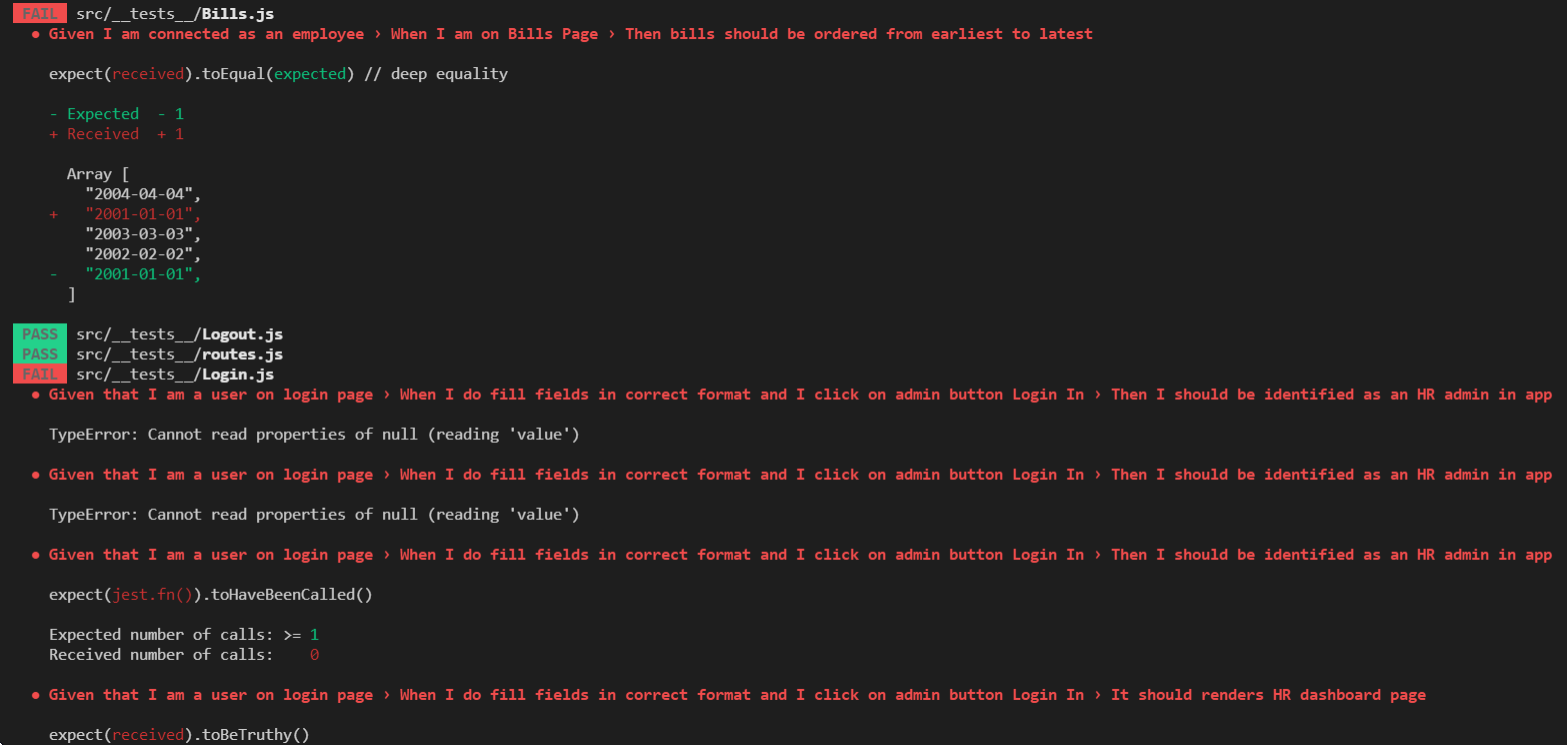 FAIL src/__tests__/Bills.js
● Given I am connected as an employee › When I am on Bills Page › Then bills should be ordered from earliest to latest
expect(received).toEqual(expected) // deep equality
- Expected - 1
+ Received + 1
Array [
"2004-04-04",
+ "2001-01-01",
"2003-03-03",
"2002-02-02",
- "2001-01-01",
]
PASS src/__tests__/Logout.js
PASS src/__tests__/routes.js
FAIL src/__tests__/Login.js
● Given that I am a user on login page › When I do fill fields in correct format and I click on admin button Login In › Then I should be identified as an HR admin in app
TypeError: Cannot read properties of null (reading 'value')
● Given that I am a user on login page › When I do fill fields in correct format and I click on admin button Login In › Then I should be identified as an HR admin in app
TypeError: Cannot read properties of null (reading 'value')
● Given that I am a user on login page › When I do fill fields in correct format and I click on admin button Login In › Then I should be identified as an HR admin in app
expect(jest.fn()).toHaveBeenCalled()
Expected number of calls: >= 1
Received number of calls: 0
● Given that I am a user on login page › When I do fill fields in correct format and I click on admin button Login In › It should renders HR dashboard page
expect(received).toBeTruthy()